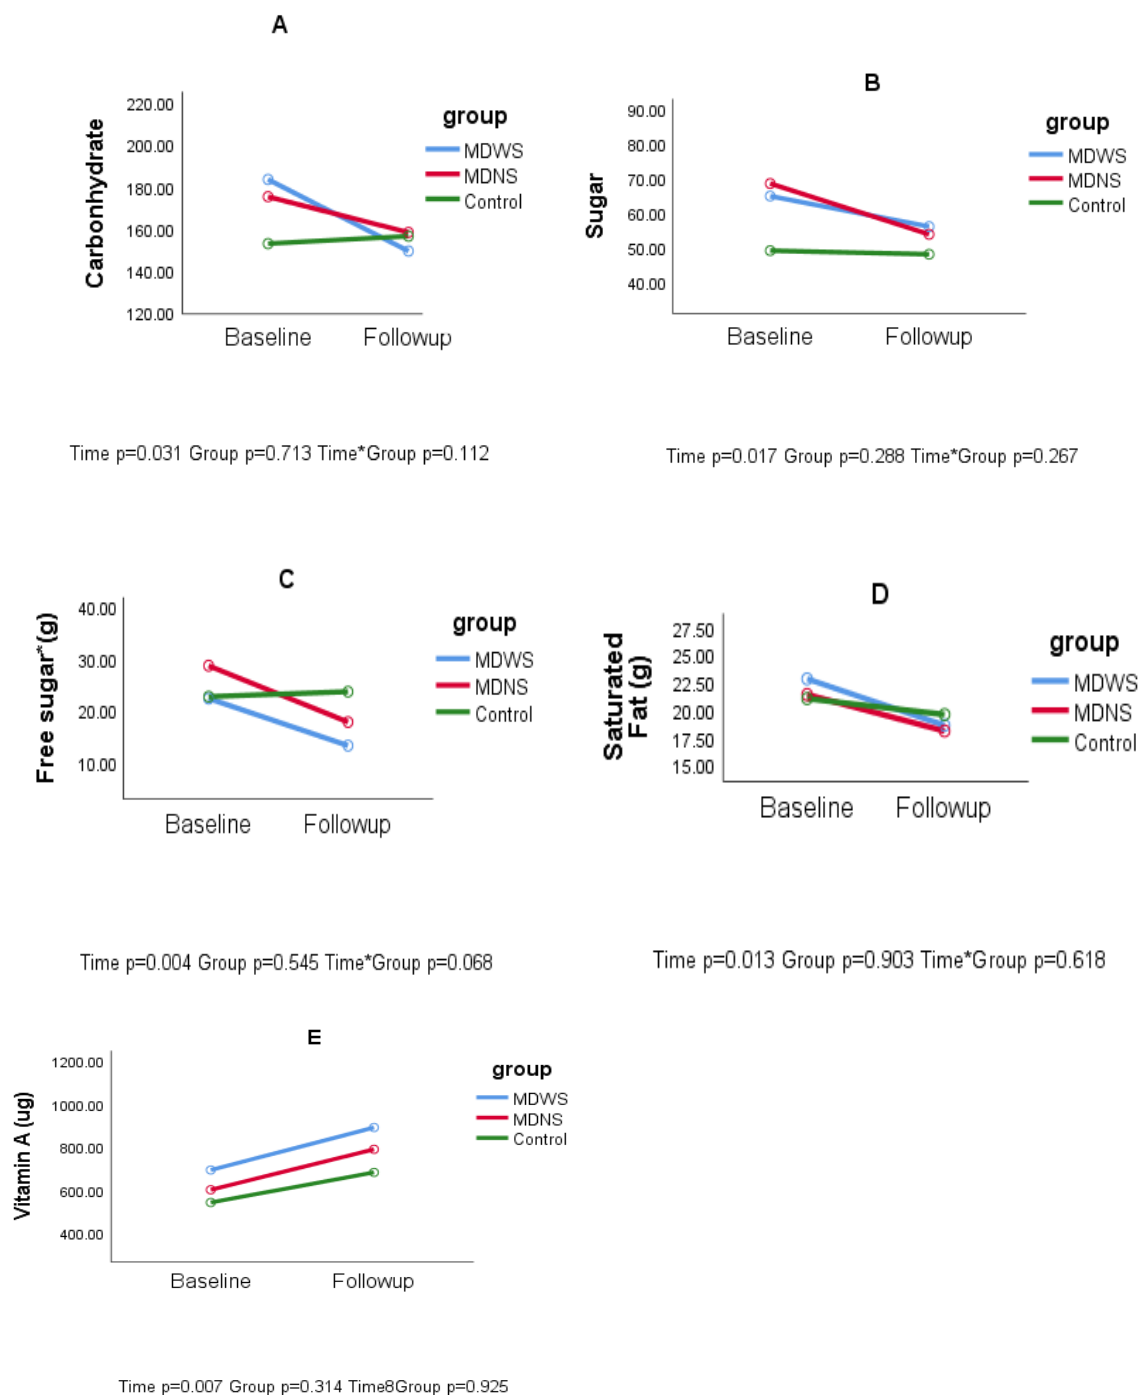 A
Carbonhydrate
220.00
200.00
180.00
160.00
140.00
120.00
Baseline Followup
group
MDWS
MDNS
Control
Time p=0.031 Group p=0.713 Time*Group p=0.112
B
Sugar
90.00
80.00
70.00
60.00
50.00
40.00
Baseline Followup
group
MDWS
MDNS
Control
Time p=0.017 Group p=0.288 Time*Group p=0.267
C
Free sugar*(g)
40.00
30.00
20.00
10.00
Baseline Followup
group
MDWS
MDNS
Control
Time p=0.004 Group p=0.545 Time*Group p=0.068
D
Saturated
Fat (g)
27.50
25.00
22.50
20.00
17.50
15.00
Baseline Followup
group
MDWS
MDNS
Control
Time p=0.013 Group p=0.903 Time*Group p=0.618
E
Vitamin A (ug)
1200.00
1000.00
800.00
600.00
400.00
Baseline Followup
group
MDWS
MDNS
Control
Time p=0.007 Group p=0.314 Time8Group p=0.925